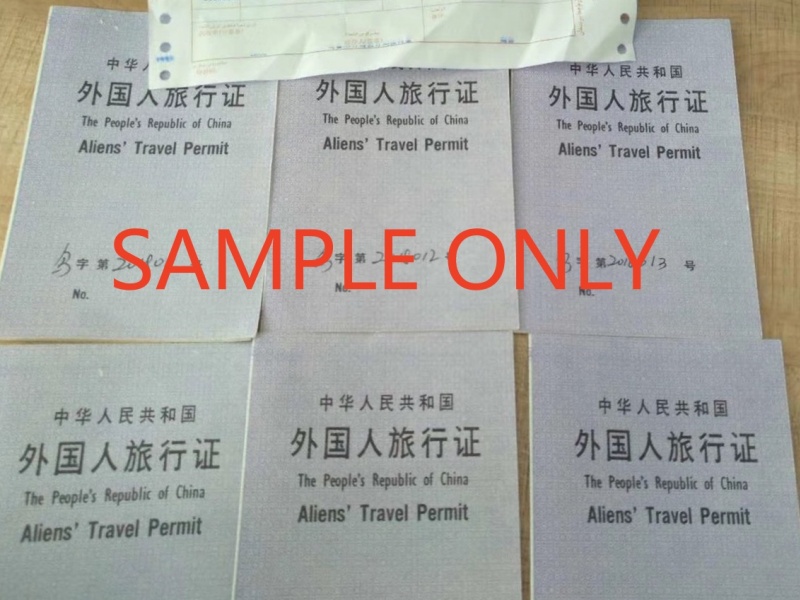 中华人
外国人旅行证
The People's Republic of China
Aliens' Travel Permit
字 第
No.
外国人旅行证
The People's Republic of China
Aliens' Travel Permit
字 第
No.
中华人民共和国
外国人旅行证
The People's Republic of China
Aliens' Travel Permit
字 第 号
No.
SAMPLE ONLY
中华人民共和国
外国人旅行证
The People's Republic of China
Aliens' Travel Permit
中华人民共和国
外国人旅行证
The People's Republic of China
Aliens' Travel Permit
中华人民共和国
外国人旅行证
The People's Republic of China
Aliens' Travel Permit